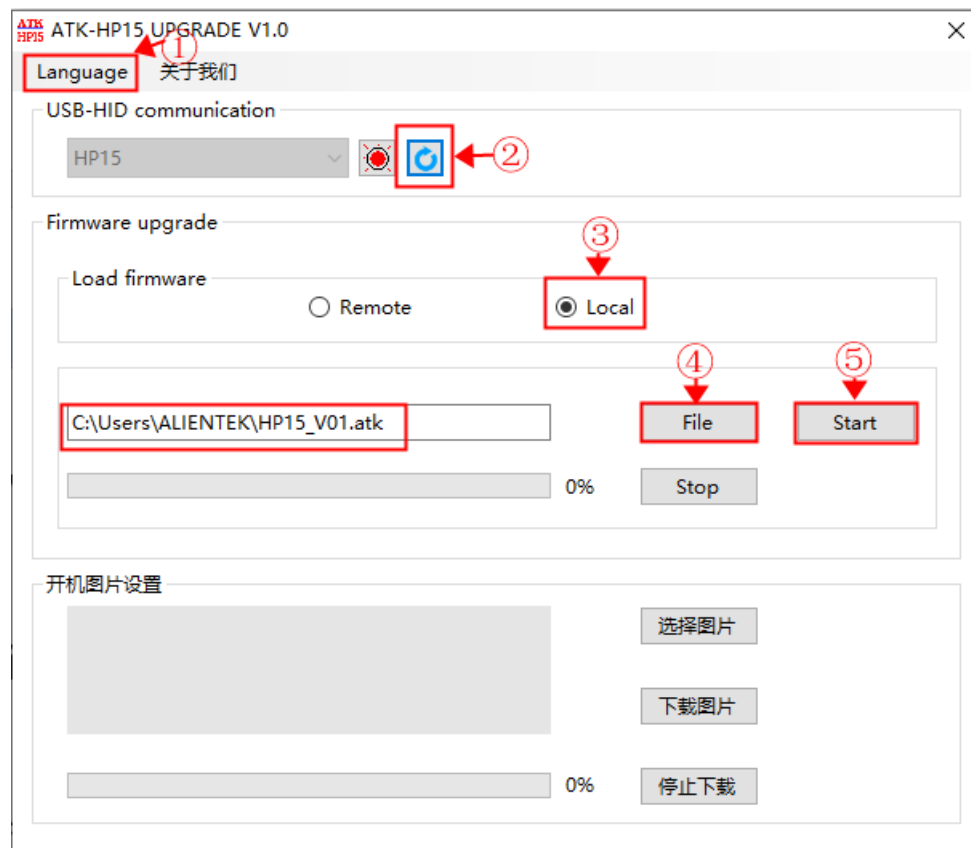 ATK
HP15
ATK-HP15 UPGRADE V1.0
①
Language 关于我们
USB-HID communication
HP15
②
Firmware upgrade
③
Load firmware
Remote Local
④ ⑤
C:\Users\ALIENTEK\HP15_V01.atk File Start
0% Stop
开机图片设置
选择图片
下载图片
0% 停止下载